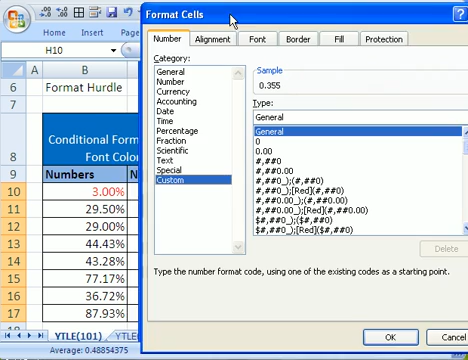 Format Cells
?
Home
H10
A
B
6
Format Hurdle
7
8
Conditional Form
Font Color
9
Numbers
N
10
3.00%
11
29.50%
12
29.00%
13
44.43%
14
43.28%
15
77.17%
16
36.72%
17
87.93%
18
YTLE(101)
YTLE
Average: 0.48854375
Number
Alignment
Font
Border
Fill
Protection
Category:
General
Number
Currency
Accounting
Date
Time
Percentage
Fraction
Scientific
Text
Special
Custom
Sample
0.355
Type:
General
General
0
0.00
#,##0
#,##0.00
#,##0_);(#,##0)
#,##0_);[Red](#,##0)
#,##0.00_);(#,##0.00)
#,##0.00_);[Red](#,##0.00)
$#,##0_);($#,##0)
$#,##0_);[Red]($#,##0)
Delete
Type the number format code, using one of the existing codes as a starting point.
OK
Cancel